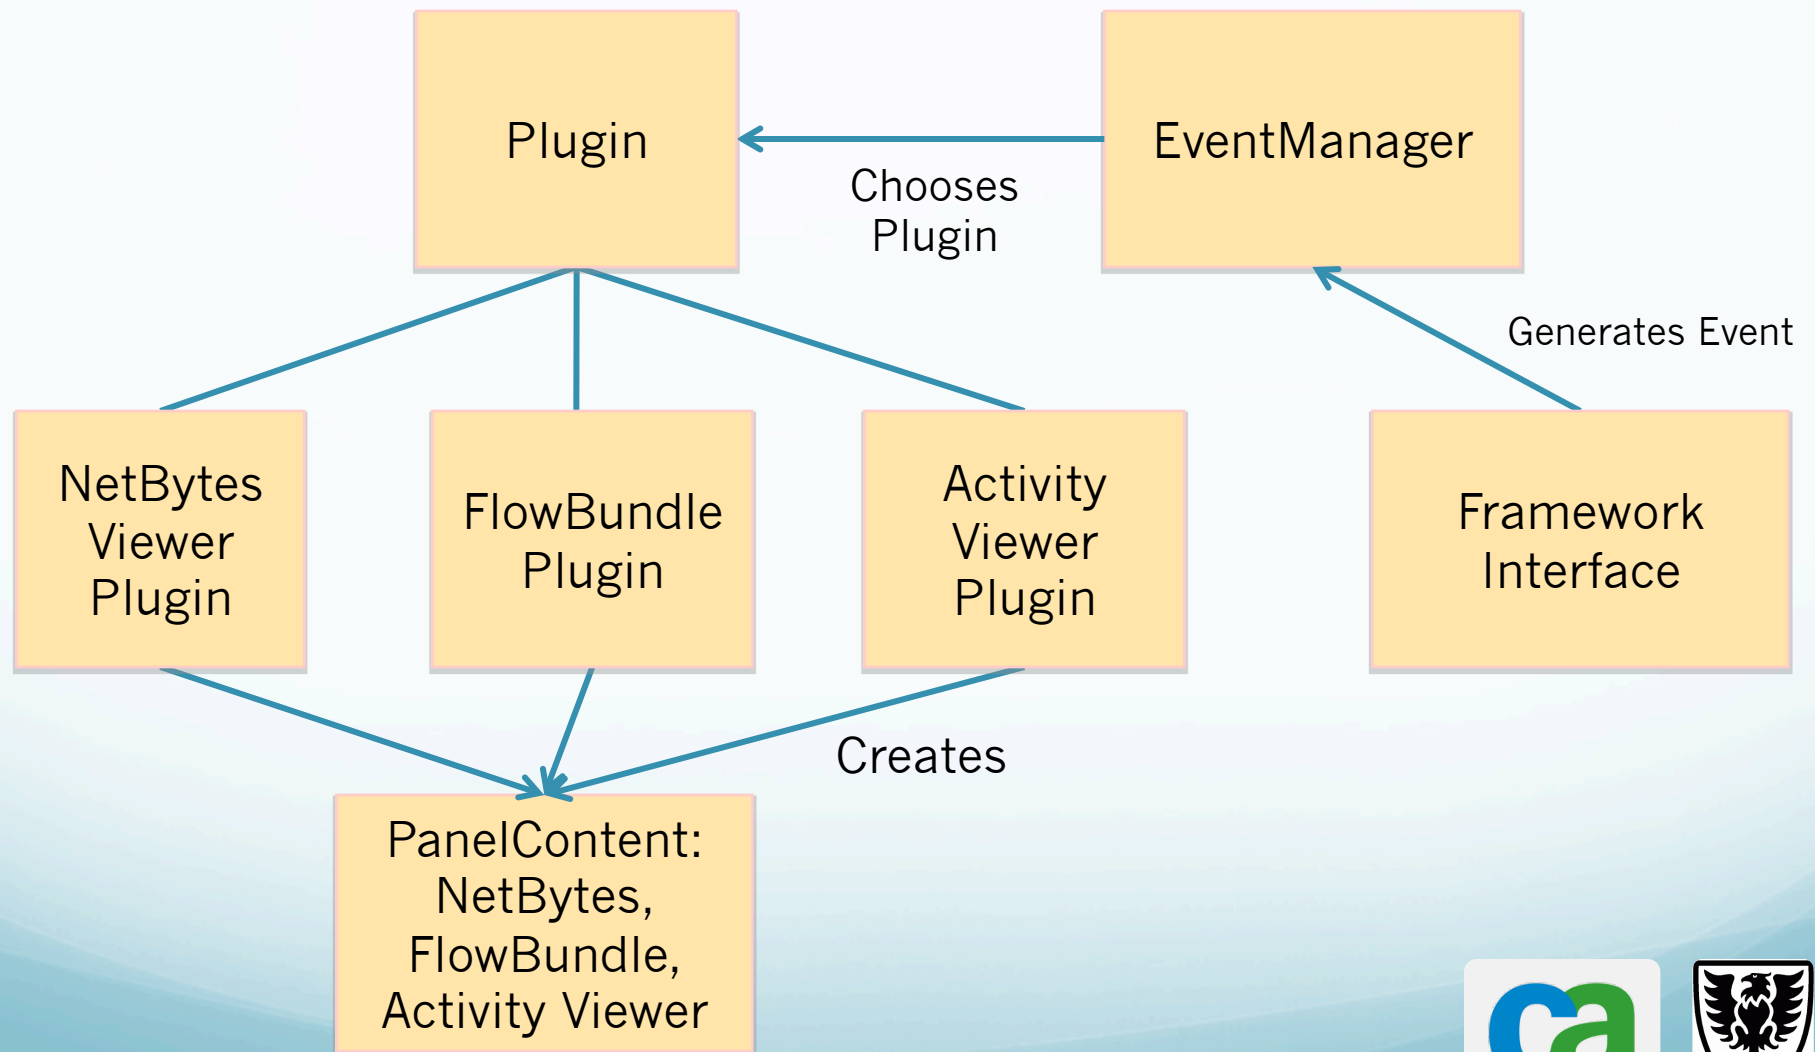 Plugin
EventManager
Chooses
Plugin
Generates Event
NetBytes
Viewer
Plugin
FlowBundle
Plugin
Activity
Viewer
Plugin
Framework
Interface
Creates
PanelContent:
NetBytes,
FlowBundle,
Activity Viewer
ca